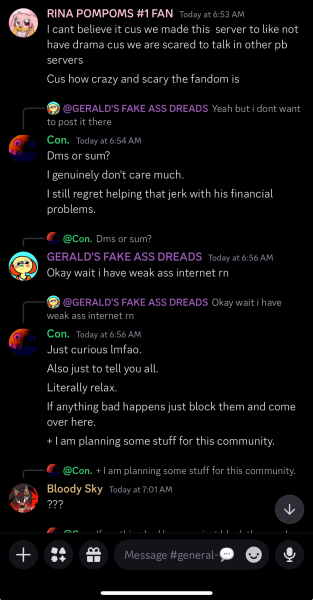 RINA POMPOMS #1 FAN Today at 6:53 AM
I cant believe it cus we made this server to like not
have drama cus we are scared to talk in other pb
servers
Cus how crazy and scary the fandom is
@GERALD'S FAKE ASS DREADS Yeah but i dont want
to post it there
Con. Today at 6:54 AM
Dms or sum?
I genuinely don't care much.
I still regret helping that jerk with his financial
problems.
@Con. Dms or sum?
GERALD'S FAKE ASS DREADS Today at 6:56 AM
Okay wait i have weak ass internet rn
@GERALD'S FAKE ASS DREADS Okay wait i have
weak ass internet rn
Con. Today at 6:56 AM
Just curious lmfao.
Also just to tell you all.
Literally relax.
If anything bad happens just block them and come
over here.
+ I am planning some stuff for this community.
@Con. + I am planning some stuff for this community.
Bloody Sky Today at 7:01 AM
???
Message #general-💬